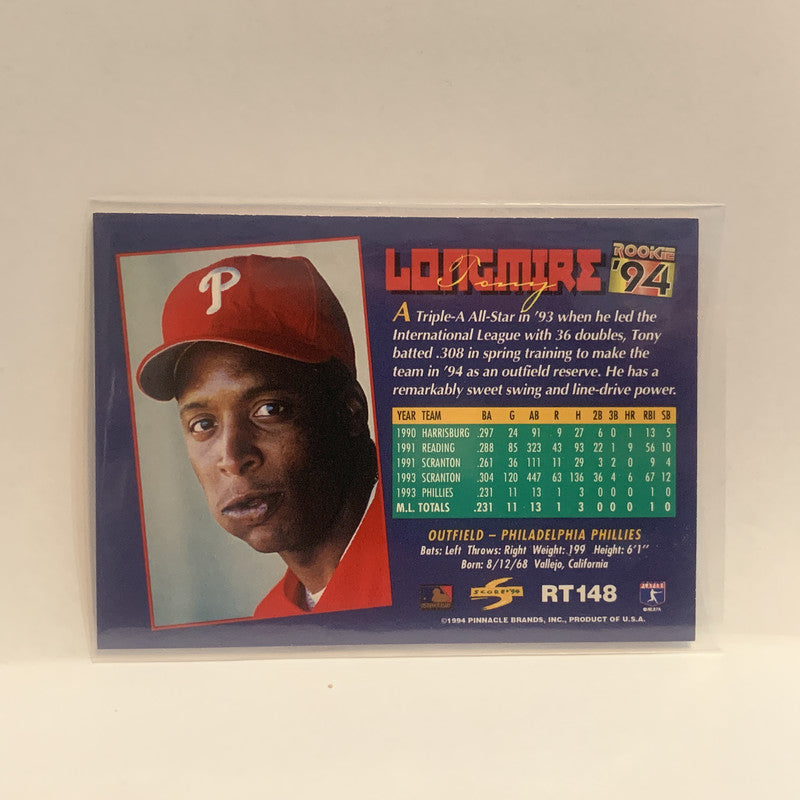 P
LONGMIRE
Tony
ROOKIE
'94
A Triple-A All-Star in '93 when he led the
International League with 36 doubles, Tony
batted .308 in spring training to make the
team in '94 as an outfield reserve. He has a
remarkably sweet swing and line-drive power.
YEAR TEAM BA G AB R H 2B 3B HR RBI SB
1990 HARRISBURG .297 24 91 9 27 6 0 1 13 5
1991 READING .288 85 323 43 93 22 1 9 56 10
1991 SCRANTON .261 36 111 11 29 3 2 0 9 4
1993 SCRANTON .304 120 447 63 136 36 4 6 67 12
1993 PHILLIES .231 11 13 1 3 0 0 0 1 0
M.L. TOTALS .231 11 13 1 3 0 0 0 1 0
OUTFIELD – PHILADELPHIA PHILLIES
Bats: Left Throws: Right Weight: 199 Height: 6'1"
Born: 8/12/68 Vallejo, California
SCORE '94
RT148
©1994 PINNACLE BRANDS, INC., PRODUCT OF U.S.A.